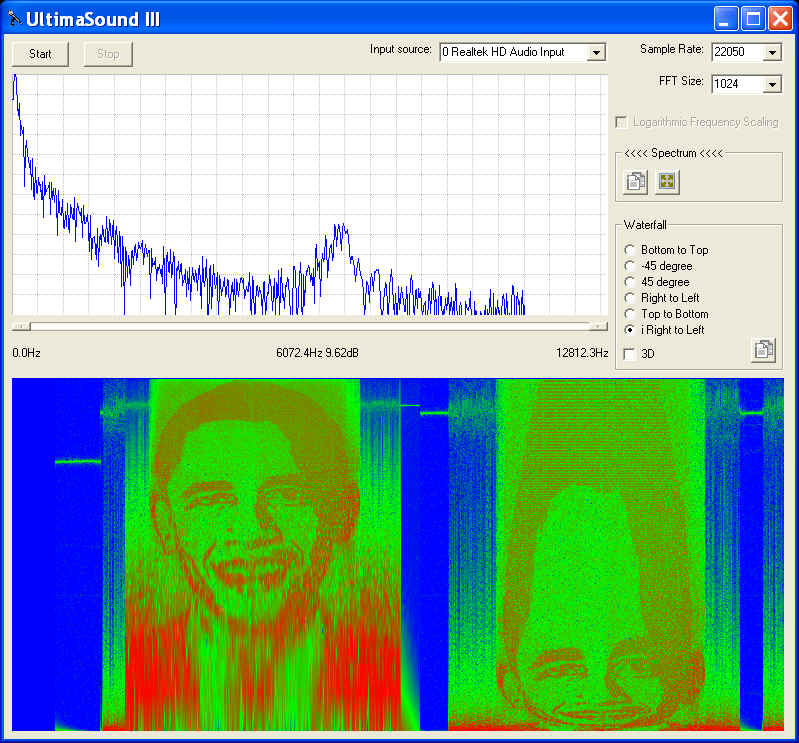 UltimaSound III
Start Stop Input source: 0 Realtek HD Audio Input Sample Rate: 22050
FFT Size: 1024
Logarithmic Frequency Scaling
<<<< Spectrum <<<<
Waterfall
Bottom to Top
-45 degree
45 degree
Right to Left
Top to Bottom
i Right to Left
0.0Hz 6072.4Hz 9.62dB 12812.3Hz 3D